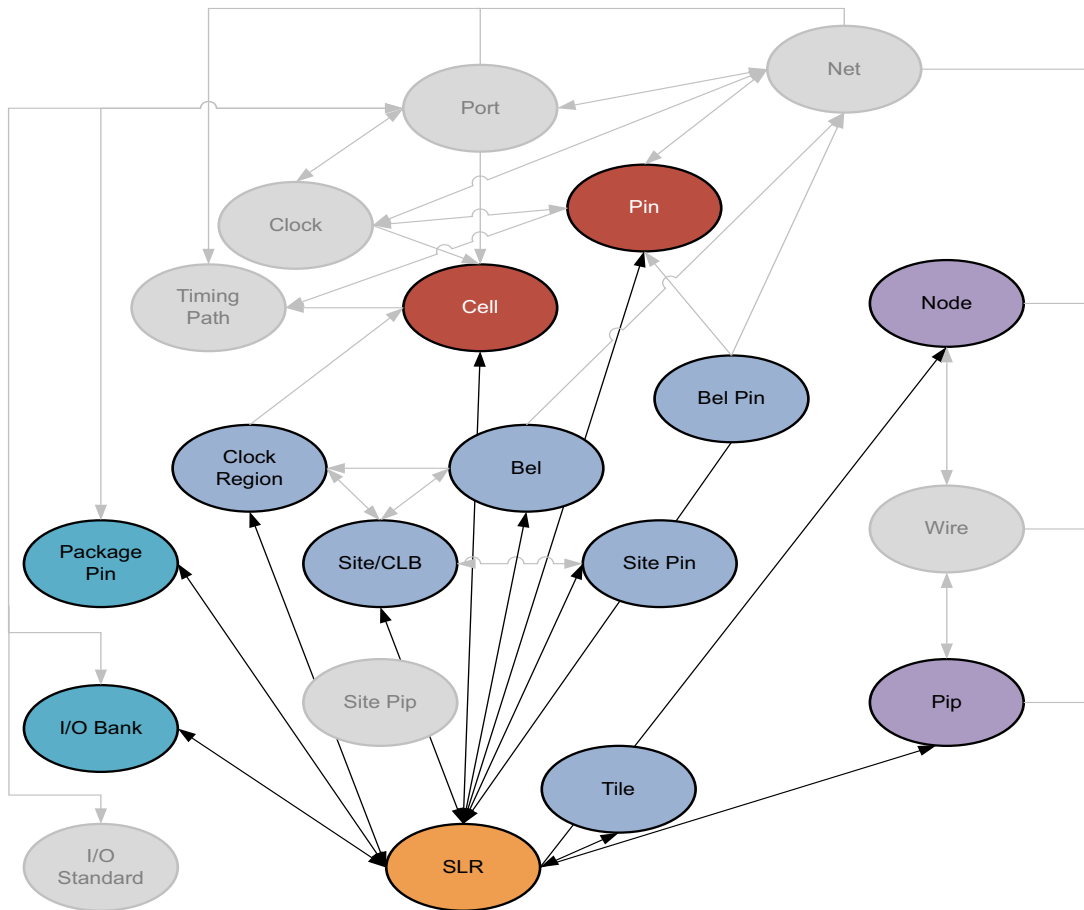 Net
Port
Pin
Clock
Timing
Path
Cell
Node
Bel Pin
Clock
Region
Bel
Wire
Package
Pin
Site/CLB
Site Pin
Site Pip
Pip
I/O Bank
Tile
I/O
Standard
SLR